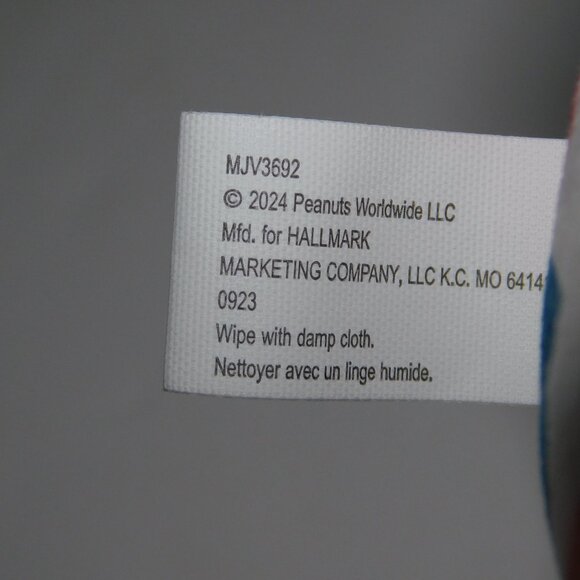 MJV3692
© 2024 Peanuts Worldwide LLC
Mfd. for HALLMARK
MARKETING COMPANY, LLC K.C. MO 6414
0923
Wipe with damp cloth.
Nettoyer avec un linge humide.